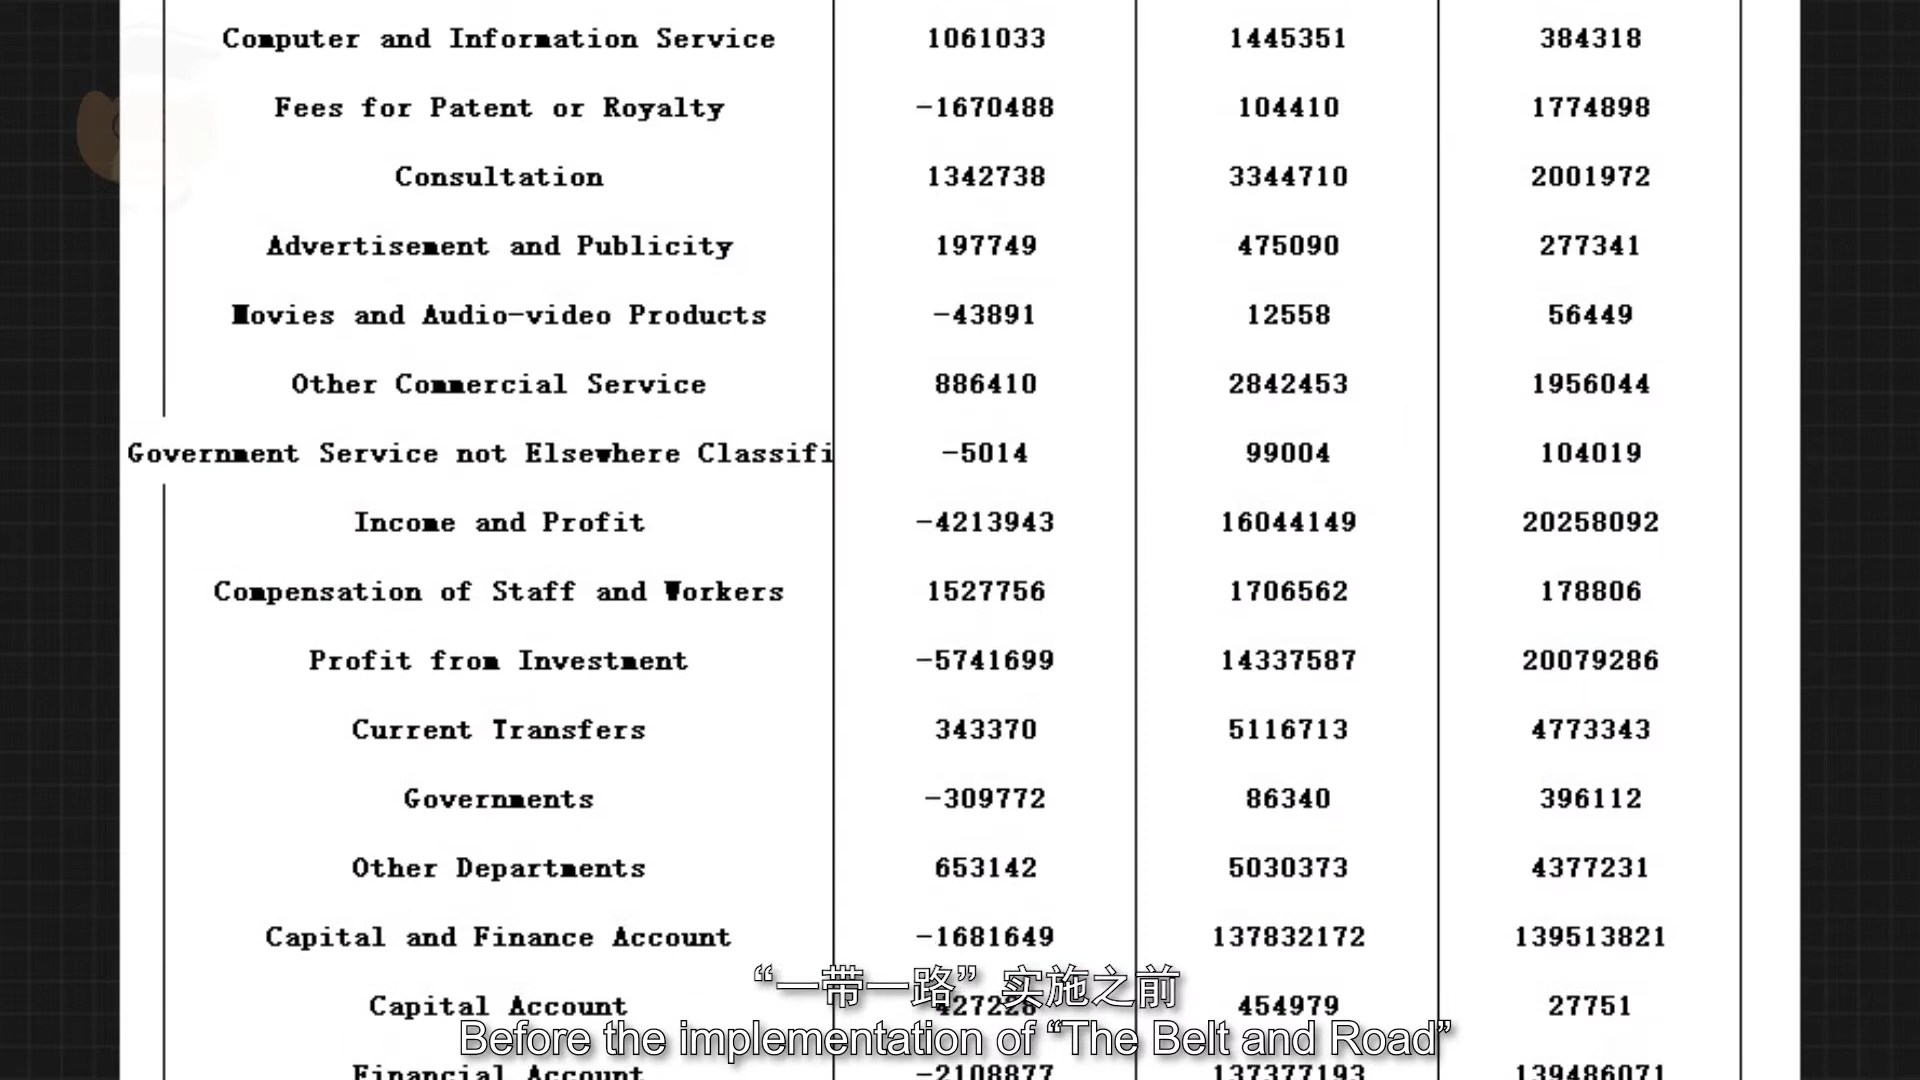 Computer and Information Service 1061033 1445351 384318
Fees for Patent or Royalty -1670488 104410 1774898
Consultation 1342738 3344710 2001972
Advertisement and Publicity 197749 475090 277341
Movies and Audio-video Products -43891 12558 56449
Other Commercial Service 886410 2842453 1956044
Government Service not Elsewhere Classifi -5014 99004 104019
Income and Profit -4213943 16044149 20258092
Compensation of Staff and Workers 1527756 1706562 178806
Profit from Investment -5741699 14337587 20079286
Current Transfers 343370 5116713 4773343
Governments -309772 86340 396112
Other Departments 653142 5030373 4377231
Capital and Finance Account -1681649 137832172 139513821
“一带一路”实施之前
Capital Account 427228 454979 27751
Before the implementation of “The Belt and Road”
Financial Account -2108877 137377193 139486071